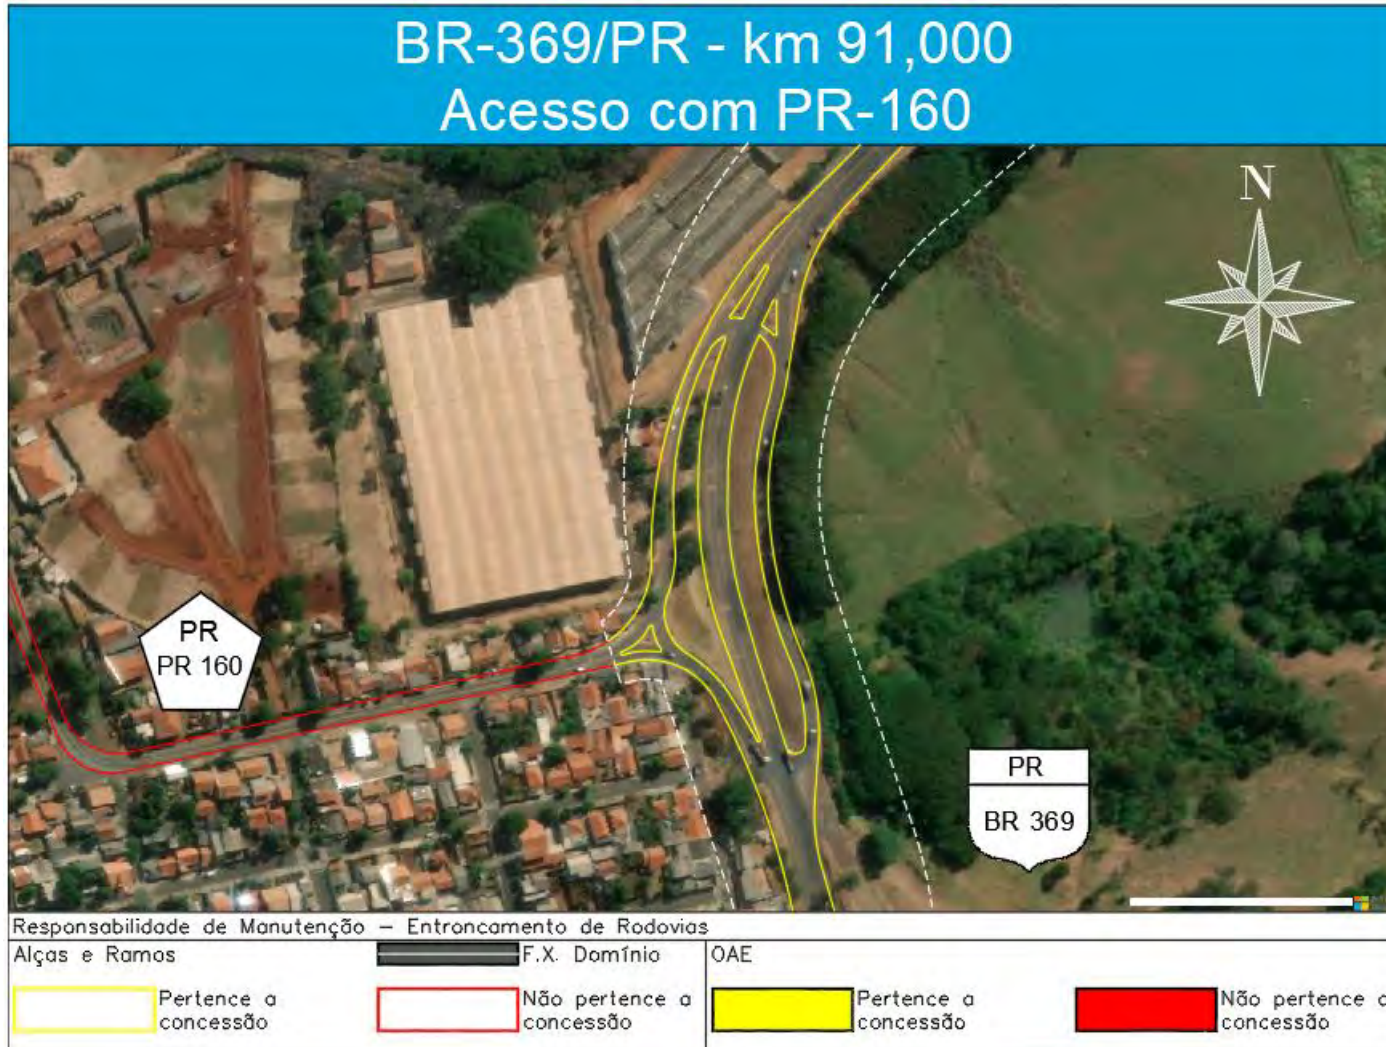 BR-369/PR - km 91,000
Acesso com PR-160
N
PR
PR 160
PR
BR 369
Responsabilidade de Manutenção – Entroncamento de Rodovias
Alças e Ramos
F.X. Domínio
OAE
Pertence a
concessão
Não pertence a
concessão
Pertence a
concessão
Não pertence a
concessão